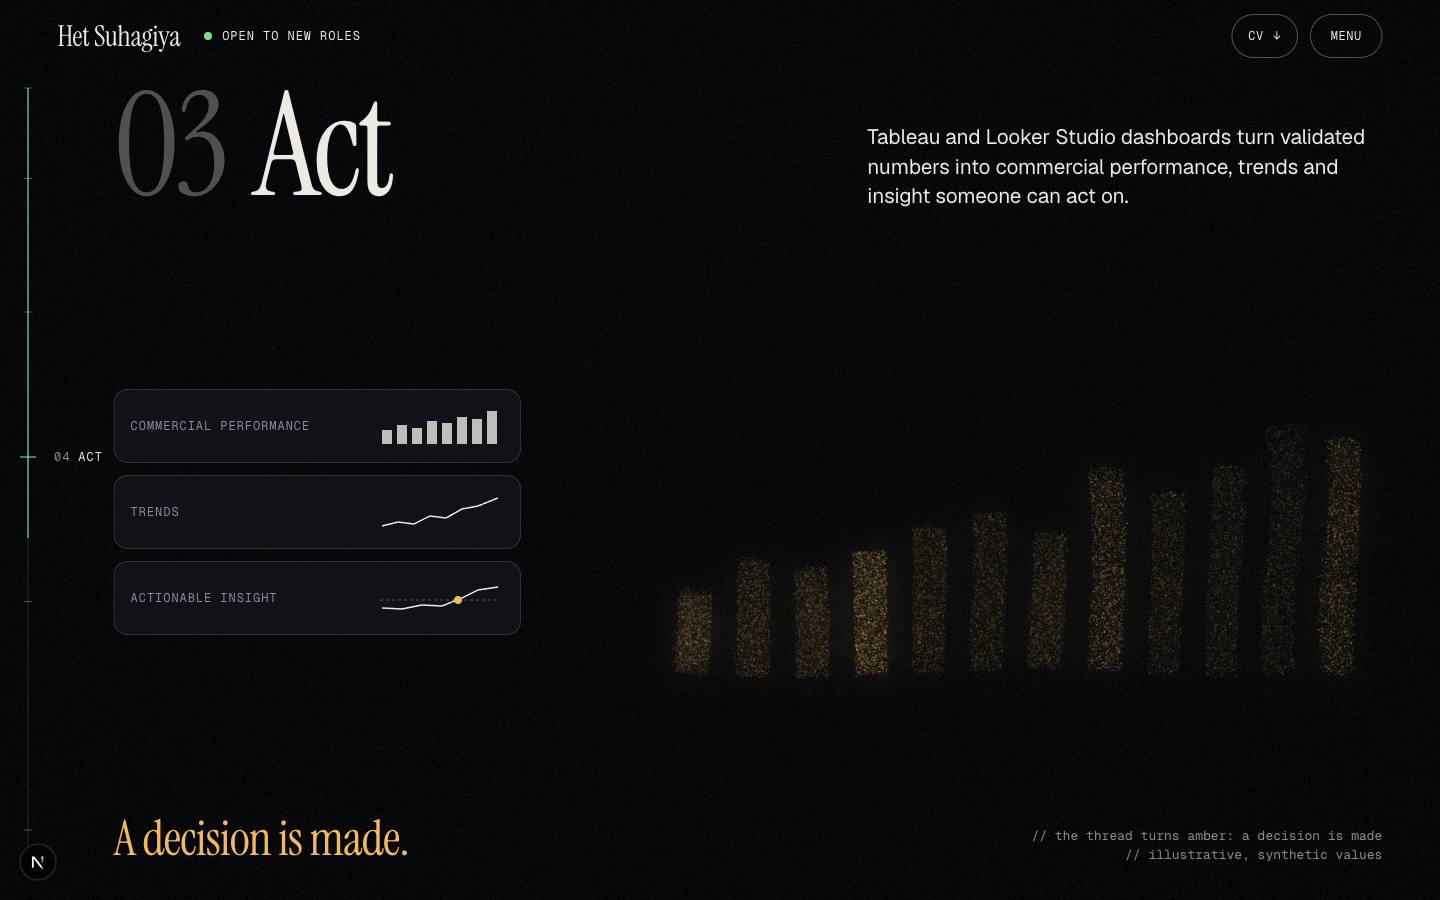 Het Suhagiya
OPEN TO NEW ROLES
CV ↓
MENU
03 Act
Tableau and Looker Studio dashboards turn validated
numbers into commercial performance, trends and
insight someone can act on.
COMMERCIAL PERFORMANCE
04 ACT
TRENDS
ACTIONABLE INSIGHT
A decision is made.
// the thread turns amber: a decision is made
// illustrative, synthetic values
N